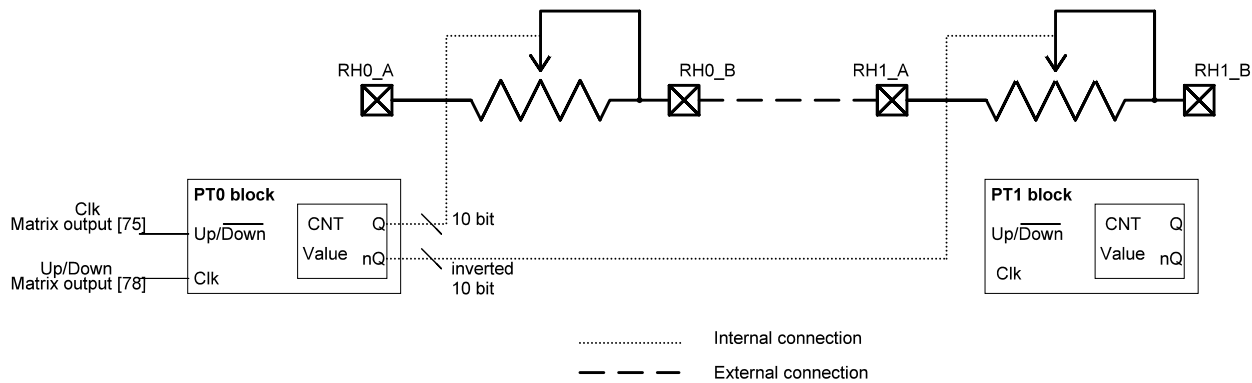 RH0_A
RH0_B
RH1_A
RH1_B
PT0 block
Clk
Matrix output [75]
Up/Down
CNT
Value
Q
nQ
10 bit
Up/Down
Matrix output [78]
Clk
inverted
10 bit
PT1 block
Up/Down
Clk
CNT
Value
Q
nQ
Internal connection
External connection